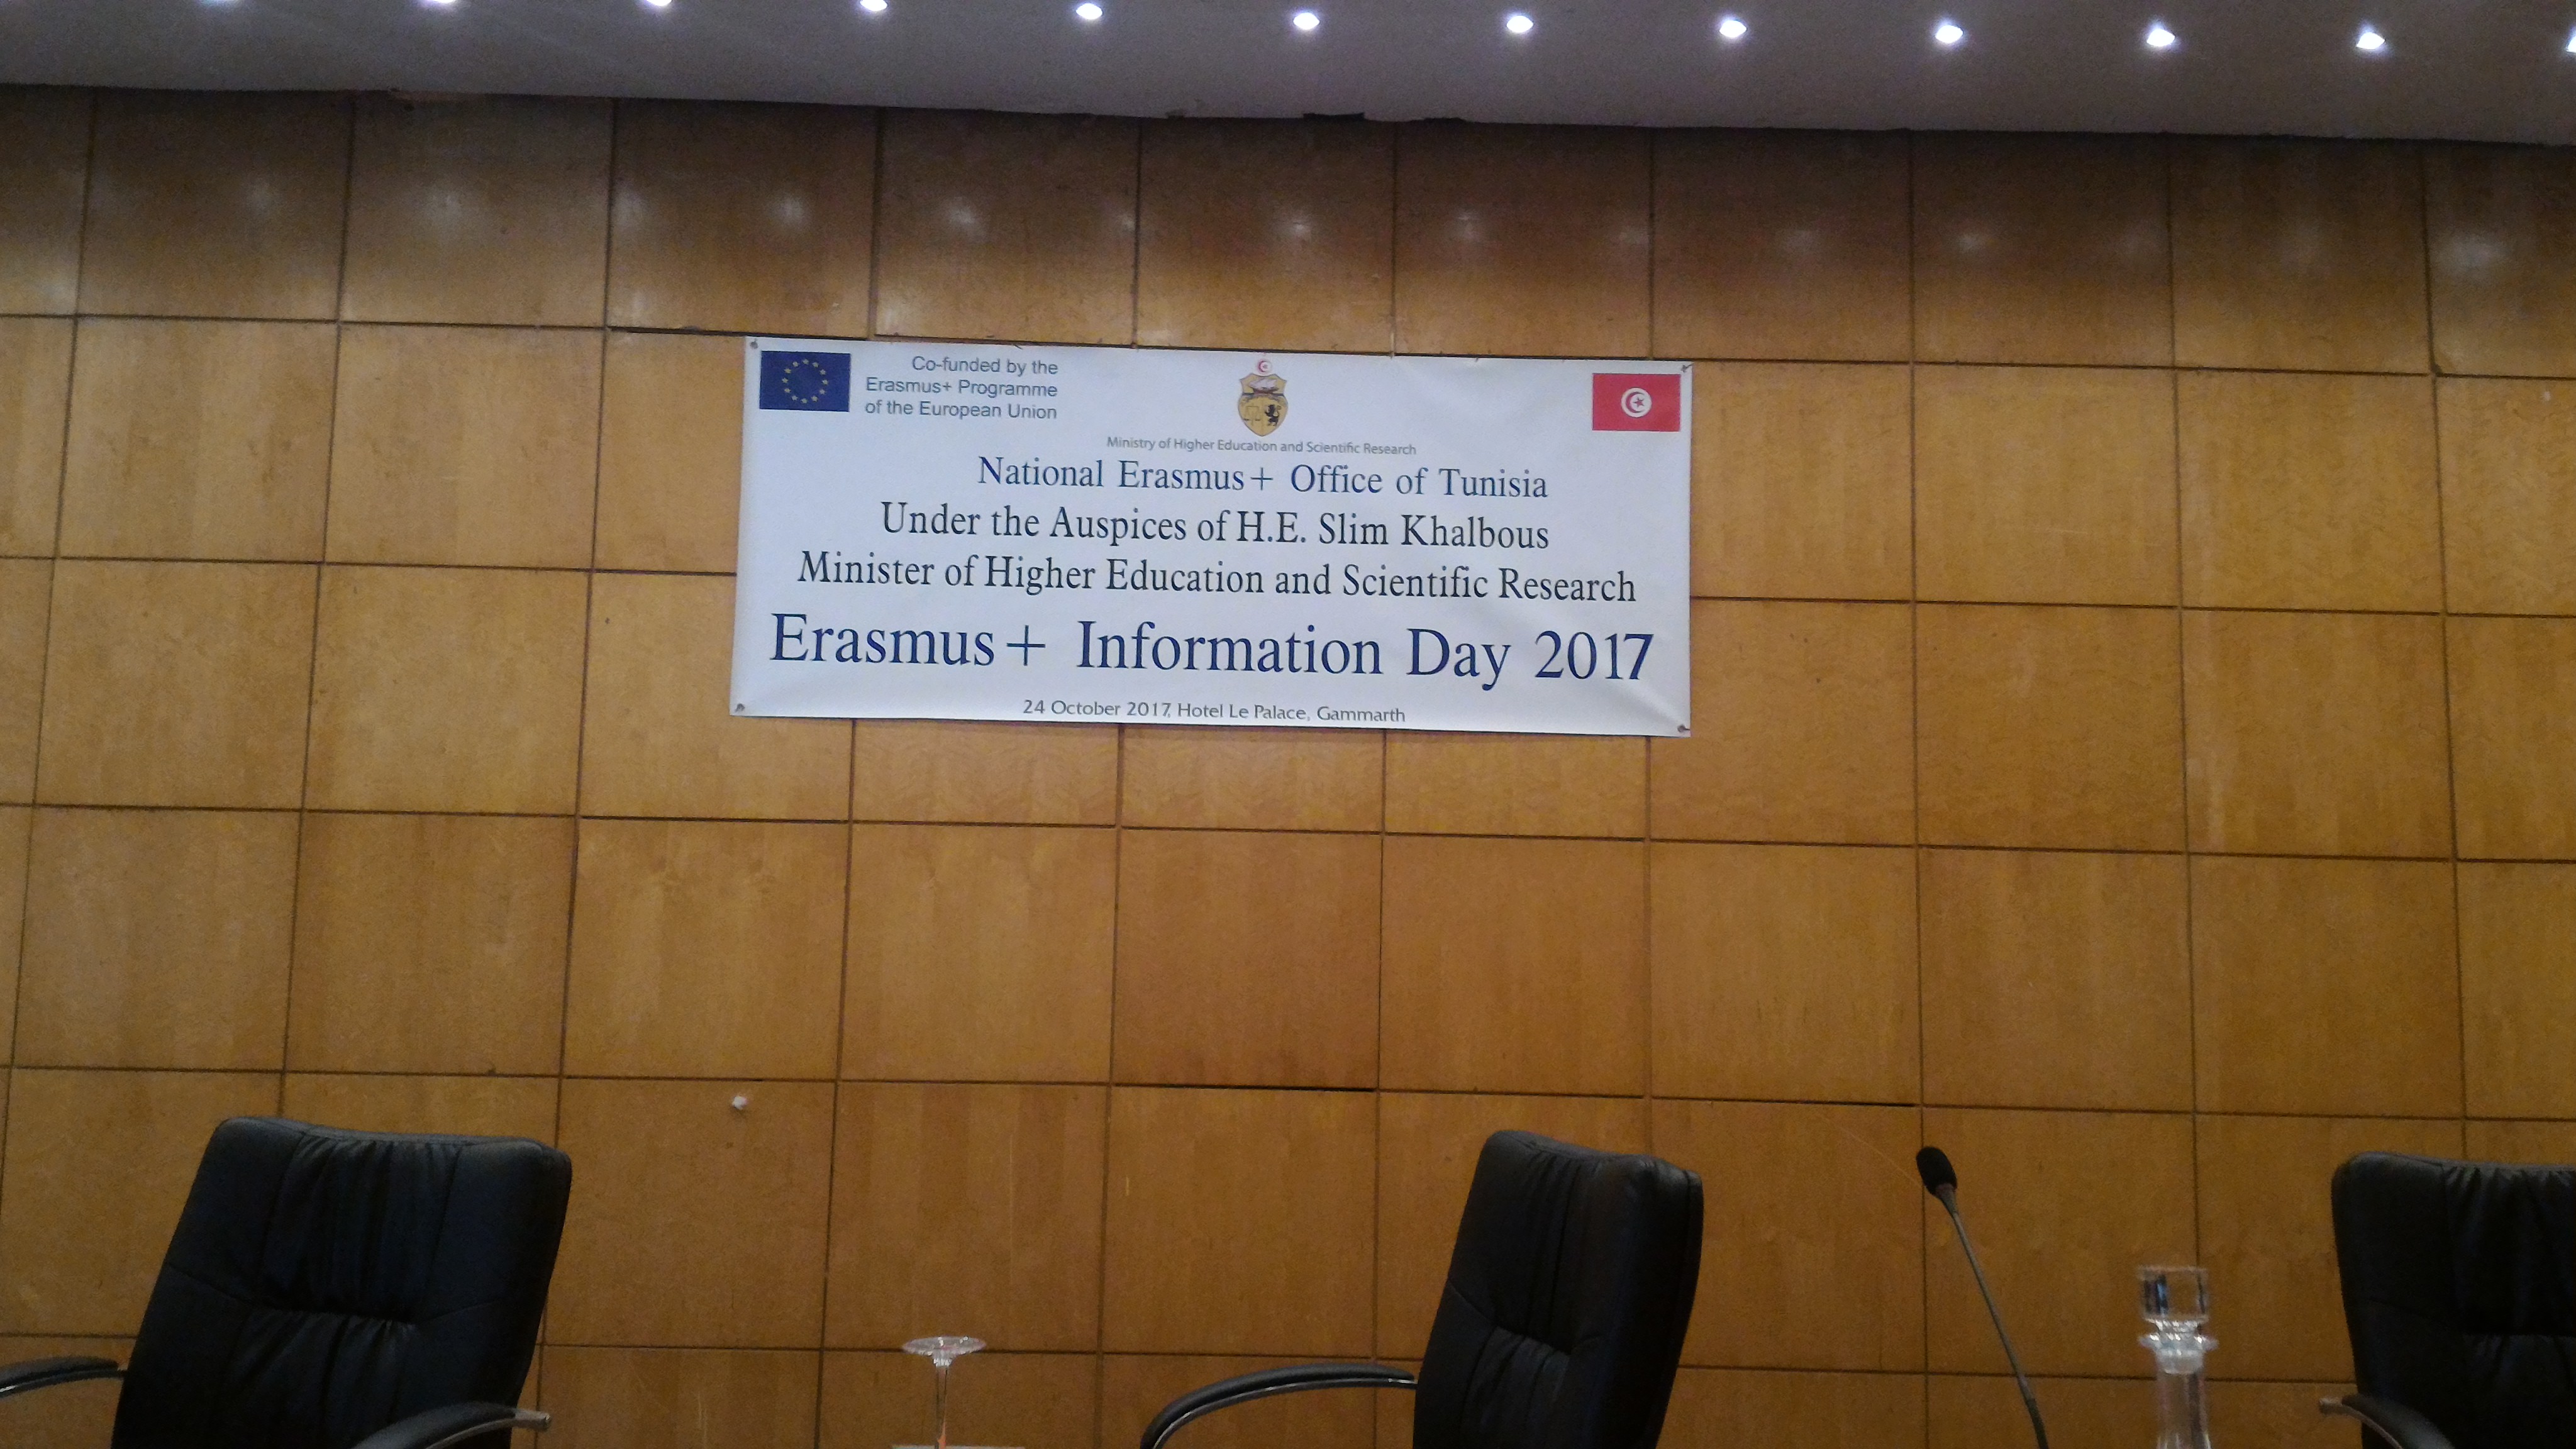 Co-funded by the
Erasmus+ Programme
of the European Union
Ministry of Higher Education and Scientific Research
National Erasmus+ Office of Tunisia
Under the Auspices of H.E. Slim Khalbous
Minister of Higher Education and Scientific Research
Erasmus+ Information Day 2017
24 October 2017, Hotel Le Palace, Gammarth